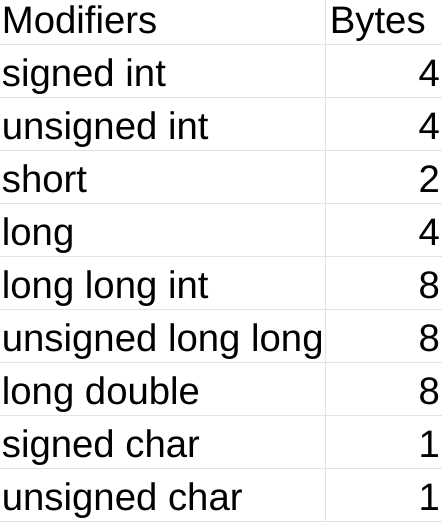 Modifiers Bytes
signed int 4
unsigned int 4
short 2
long 4
long long int 8
unsigned long long 8
long double 8
signed char 1
unsigned char 1